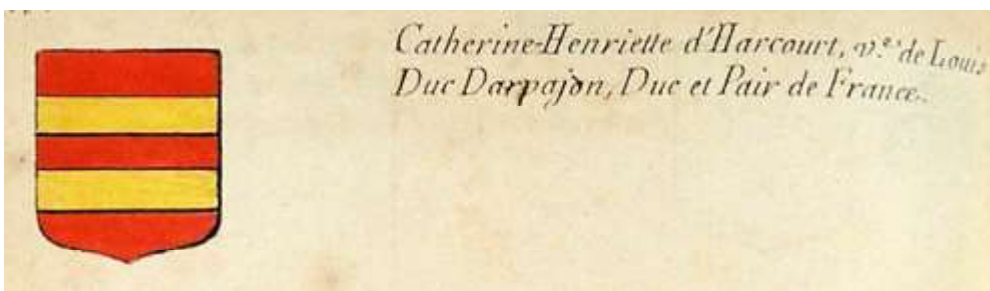 Catherine-Henriette d'Harcourt, v.e de Louis
Duc Darpajon, Duc et Pair de France.